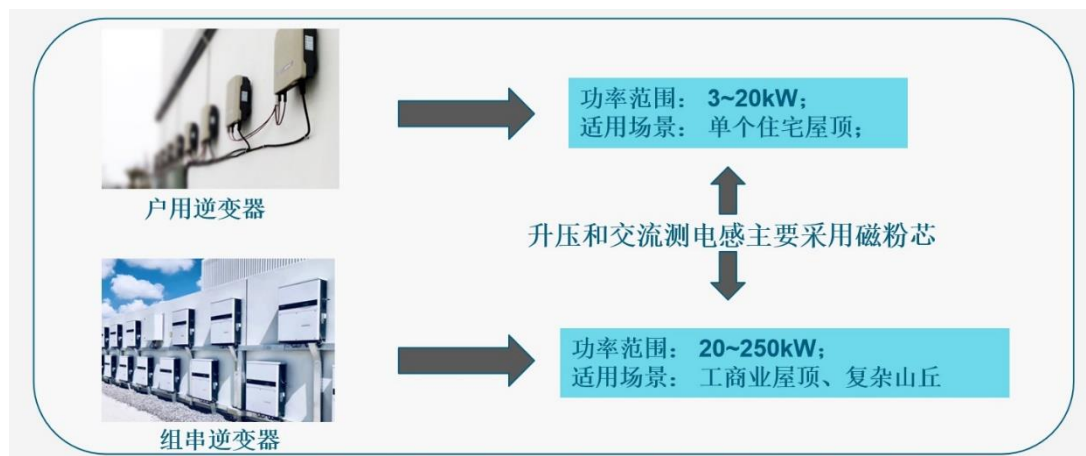 功率范围： 3~20kW；
适用场景： 单个住宅屋顶；
户用逆变器
升压和交流测电感主要采用磁粉芯
功率范围： 20~250kW；
适用场景： 工商业屋顶、复杂山丘
组串逆变器